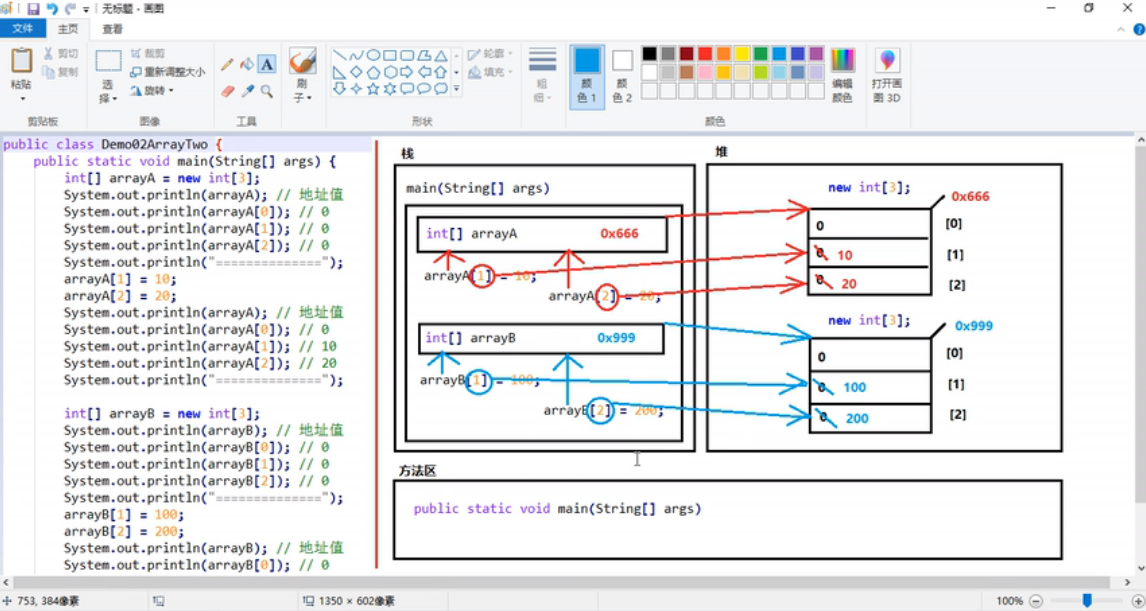 无标题 - 画图
文件 主页 查看
剪切
复制
粘贴
剪贴板
选择
裁剪
重新调整大小
旋转
图像
A
工具
刷子
轮廓
填充
形状
粗细
颜色 1
颜色 2
编辑颜色
颜色
打开画图 3D
public class Demo02ArrayTwo {
public static void main(String[] args) {
int[] arrayA = new int[3];
System.out.println(arrayA); // 地址值
System.out.println(arrayA[0]); // 0
System.out.println(arrayA[1]); // 0
System.out.println(arrayA[2]); // 0
System.out.println("==============");
arrayA[1] = 10;
arrayA[2] = 20;
System.out.println(arrayA); // 地址值
System.out.println(arrayA[0]); // 0
System.out.println(arrayA[1]); // 10
System.out.println(arrayA[2]); // 20
System.out.println("==============");
int[] arrayB = new int[3];
System.out.println(arrayB); // 地址值
System.out.println(arrayB[0]); // 0
System.out.println(arrayB[1]); // 0
System.out.println(arrayB[2]); // 0
System.out.println("==============");
arrayB[1] = 100;
arrayB[2] = 200;
System.out.println(arrayB); // 地址值
System.out.println(arrayB[0]); // 0
栈
main(String[] args)
int[] arrayA 0x666
arrayA[1] = 10;
arrayA[2] = 20;
int[] arrayB 0x999
arrayB[1] = 100;
arrayB[2] = 200;
堆
new int[3];
0x666
0 [0]
0 10 [1]
0 20 [2]
new int[3];
0x999
0 [0]
0 100 [1]
0 200 [2]
方法区
public static void main(String[] args)
753, 384像素
1350 × 602像素
100%